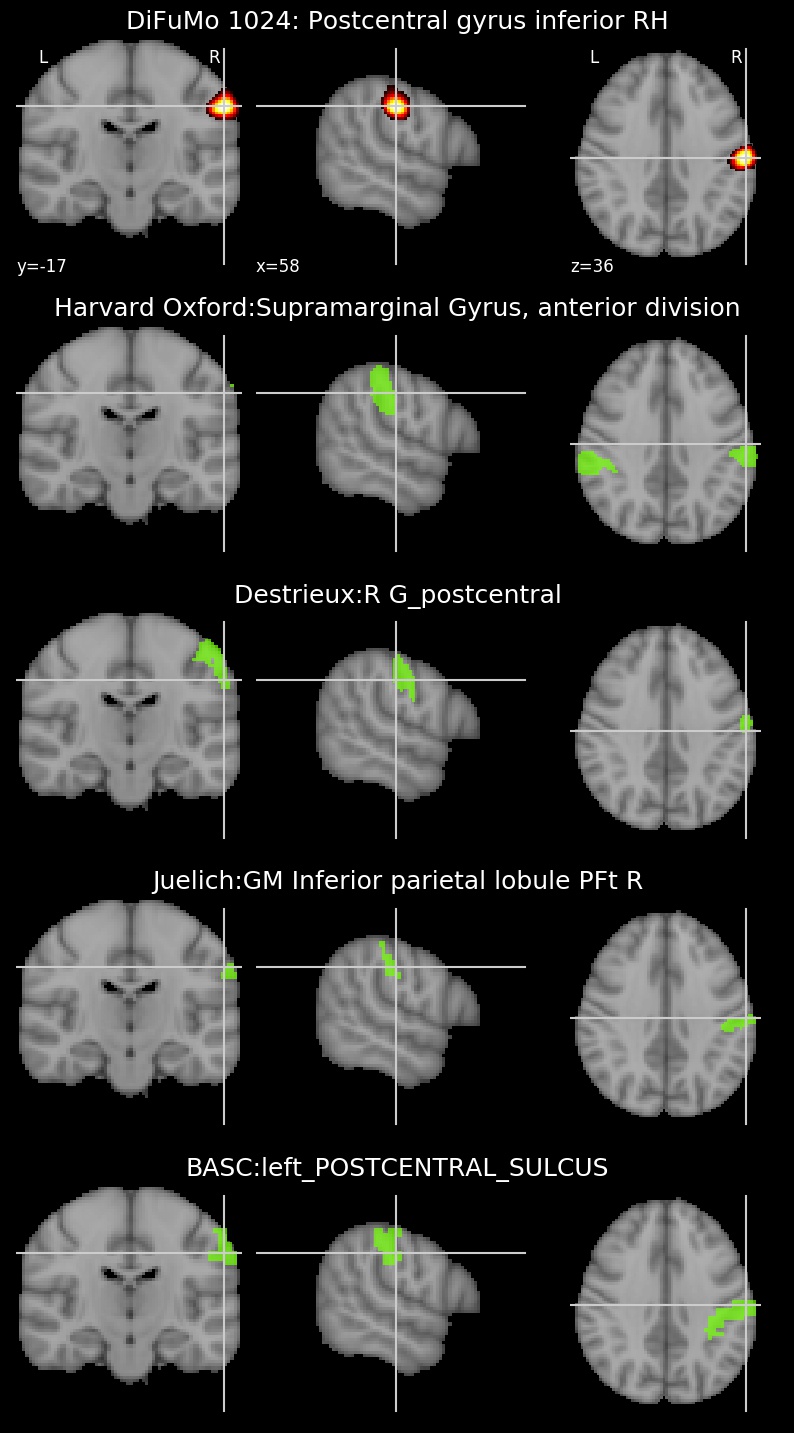 DiFuMo 1024: Postcentral gyrus inferior RH
L R L R
y=-17 x=58 z=36
Harvard Oxford:Supramarginal Gyrus, anterior division
Destrieux:R G_postcentral
Juelich:GM Inferior parietal lobule PFt R
BASC:left_POSTCENTRAL_SULCUS